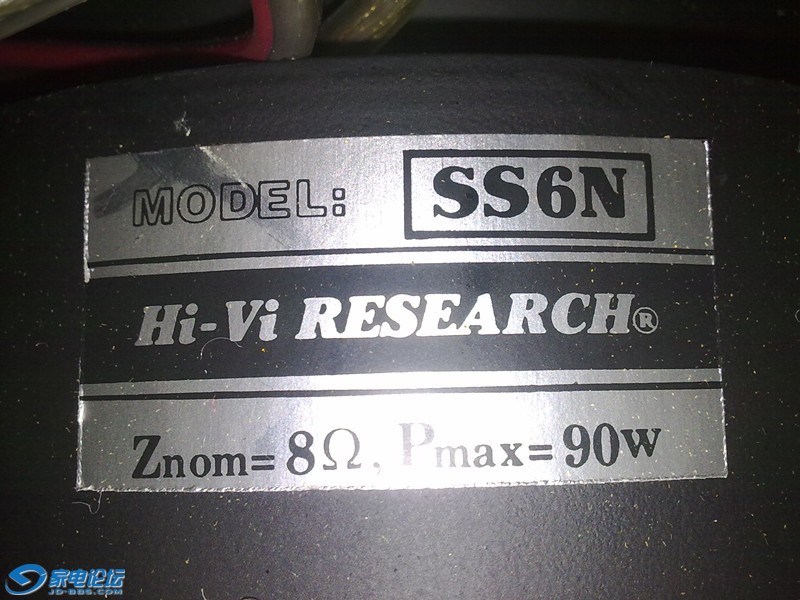 MODEL: SS6N
Hi-Vi RESEARCH®
Znom=8Ω, Pmax=90W
家电论坛
JD-BBS.COM